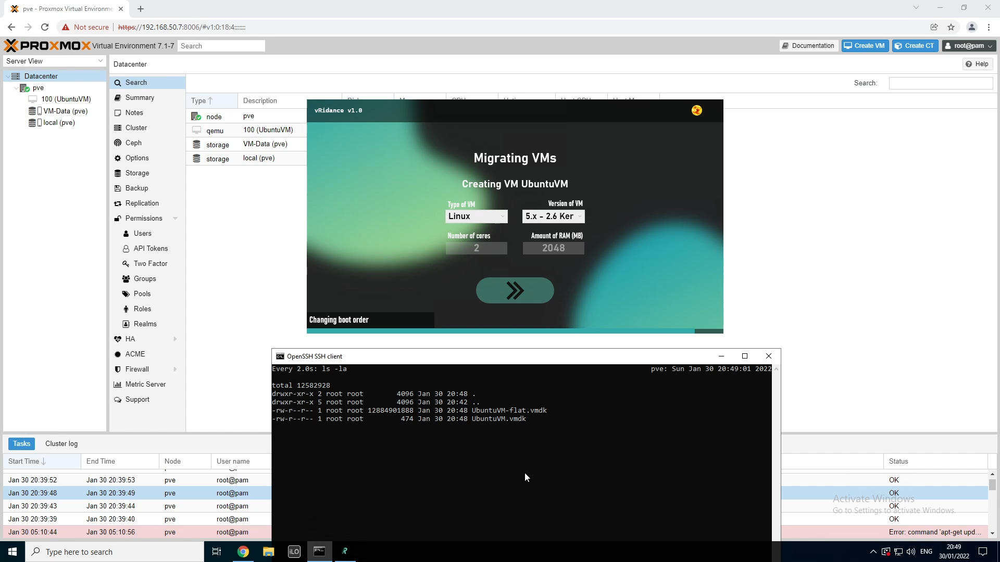 pve - Proxmox Virtual Environme
Not secure
https://192.168.50.7:8006/#v1:0:18:4:::::::
PROXMOX Virtual Environment 7.1-7
Search
Documentation
Create VM
Create CT
root@pam
Server View
Datacenter
pve
100 (UbuntuVM)
VM-Data (pve)
local (pve)
Datacenter
Help
Search
Summary
Notes
Cluster
Ceph
Options
Storage
Backup
Replication
Permissions
Users
API Tokens
Two Factor
Groups
Pools
Roles
Realms
HA
ACME
Firewall
Metric Server
Support
Search:
Type Description
node pve
qemu 100 (UbuntuVM)
storage VM-Data (pve)
storage local (pve)
vRidance v1.0
Migrating VMs
Creating VM UbuntuVM
Type of VM Version of VM
Linux 5.x - 2.6 Ker
Number of cores Amount of RAM (MB)
2 2048
Changing boot order
OpenSSH SSH client
Every 2.0s: ls -la pve: Sun Jan 30 20:49:01 2022
total 12582928
drwxr-xr-x 2 root root 4096 Jan 30 20:48 .
drwxr-xr-x 5 root root 4096 Jan 30 20:42 ..
-rw-r--r-- 1 root root 12884901888 Jan 30 20:48 UbuntuVM-flat.vmdk
-rw-r--r-- 1 root root 474 Jan 30 20:48 UbuntuVM.vmdk
Tasks Cluster log
Start Time End Time Node User name Status
Jan 30 20:39:52 Jan 30 20:39:53 pve root@pam OK
Jan 30 20:39:48 Jan 30 20:39:49 pve root@pam OK
Jan 30 20:39:43 Jan 30 20:39:44 pve root@pam OK
Jan 30 20:39:39 Jan 30 20:39:40 pve root@pam OK
Jan 30 05:10:44 Jan 30 05:10:56 pve root@pam Error: command 'apt-get upd...
Activate Windows
Go to Settings to activate Windows.
Type here to search
iLO
ENG
20:49
30/01/2022